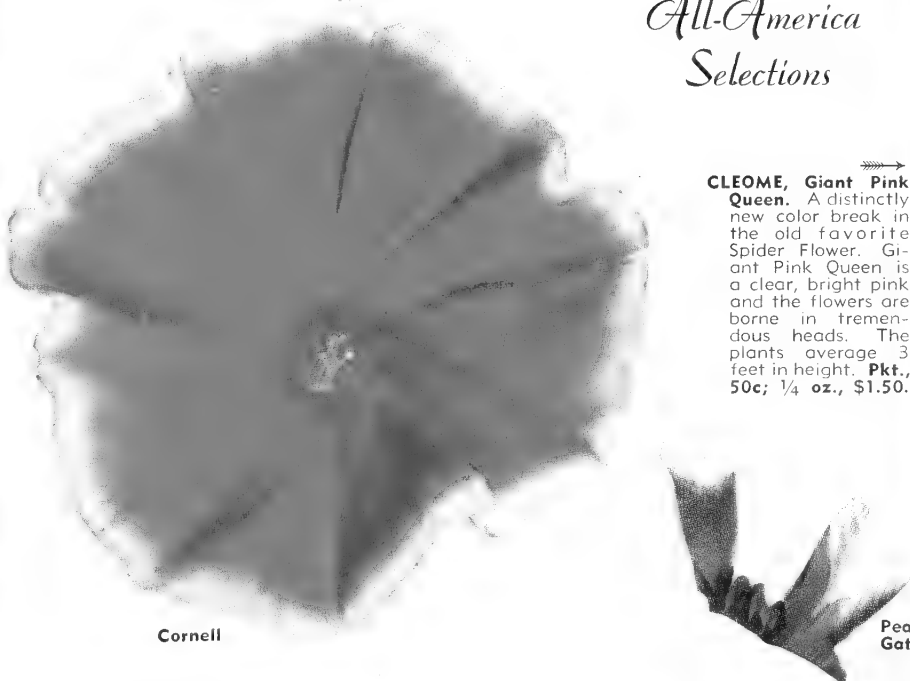 All-America
Selections
CLEOME, Giant Pink
Queen. A distinctly
new color break in
the old favorite
Spider Flower. Gi-
ant Pink Queen is
a clear, bright pink
and the flowers are
borne in tremen-
dous heads. The
plants average 3
feet in height. Pkt.,
50c; ¼ oz., $1.50.
Cornell
Pea
Gat